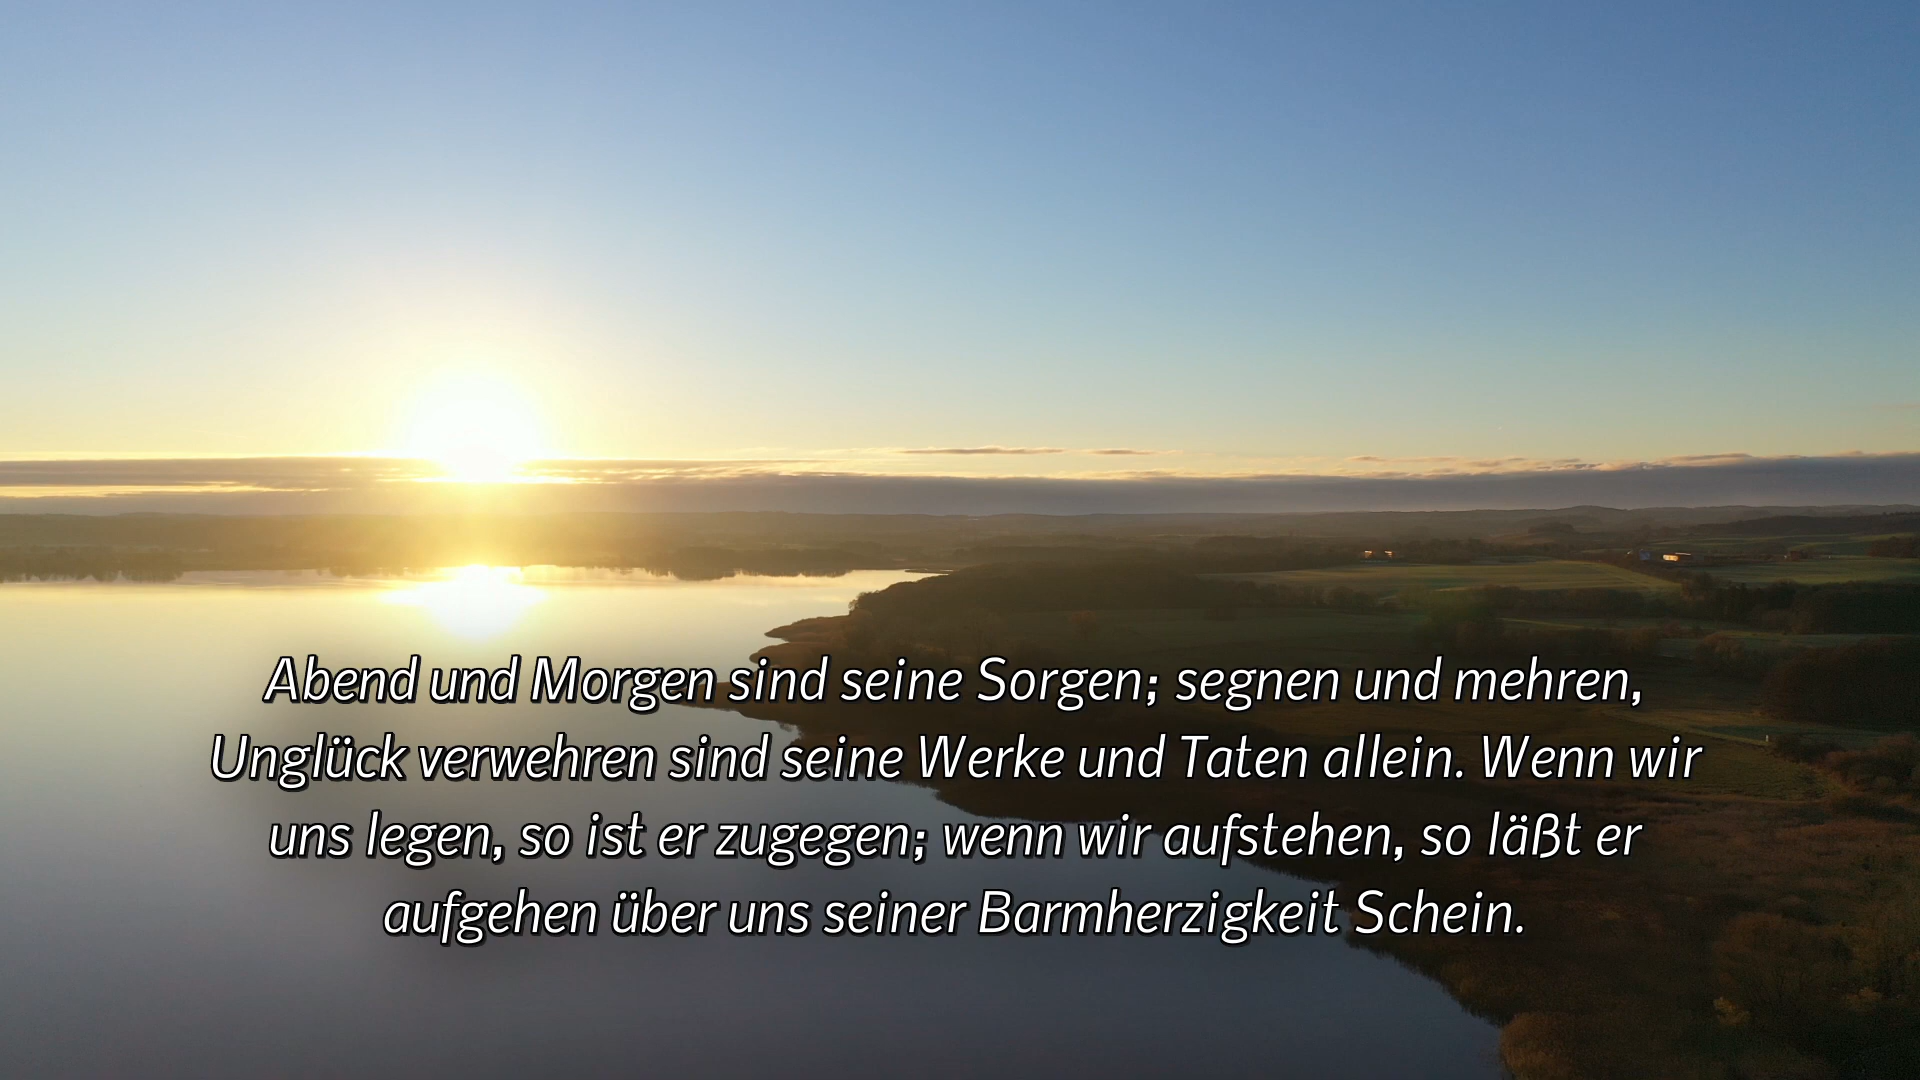 Abend und Morgen sind seine Sorgen; segnen und mehren,
Unglück verwehren sind seine Werke und Taten allein. Wenn wir
uns legen, so ist er zugegen; wenn wir aufstehen, so läßt er
aufgehen über uns seiner Barmherzigkeit Schein.